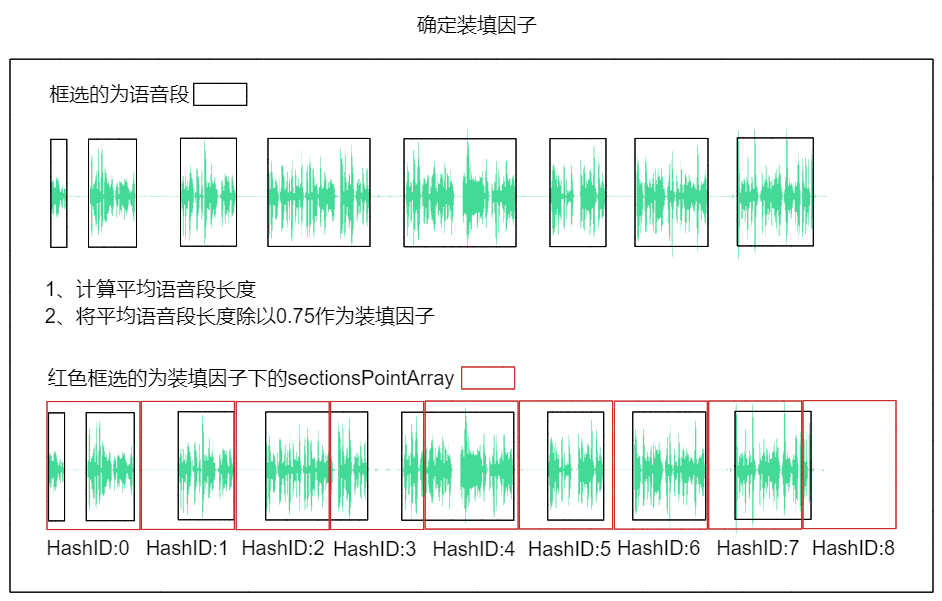 确定装填因子
框选的为语音段
1、计算平均语音段长度
2、将平均语音段长度除以0.75作为装填因子
红色框选的为装填因子下的sectionsPointArray
HashID:0 HashID:1 HashID:2 HashID:3 HashID:4 HashID:5 HashID:6 HashID:7 HashID:8